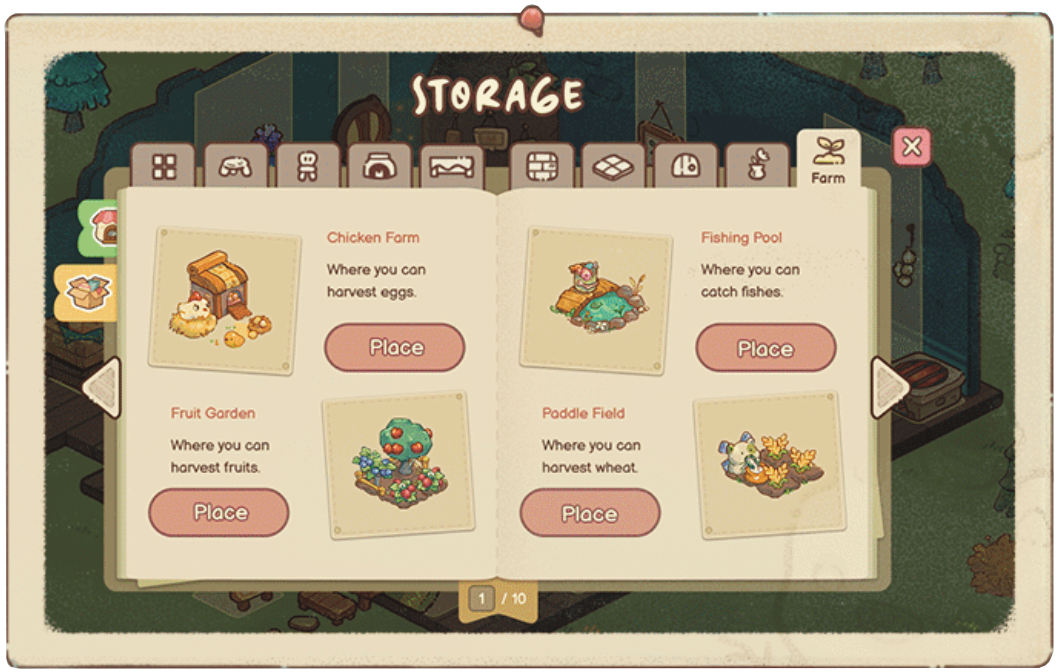 STORAGE
Farm
Chicken Farm
Where you can
harvest eggs.
Place
Fruit Garden
Where you can
harvest fruits.
Place
Fishing Pool
Where you can
catch fishes.
Place
Paddle Field
Where you can
harvest wheat.
Place
1 / 10